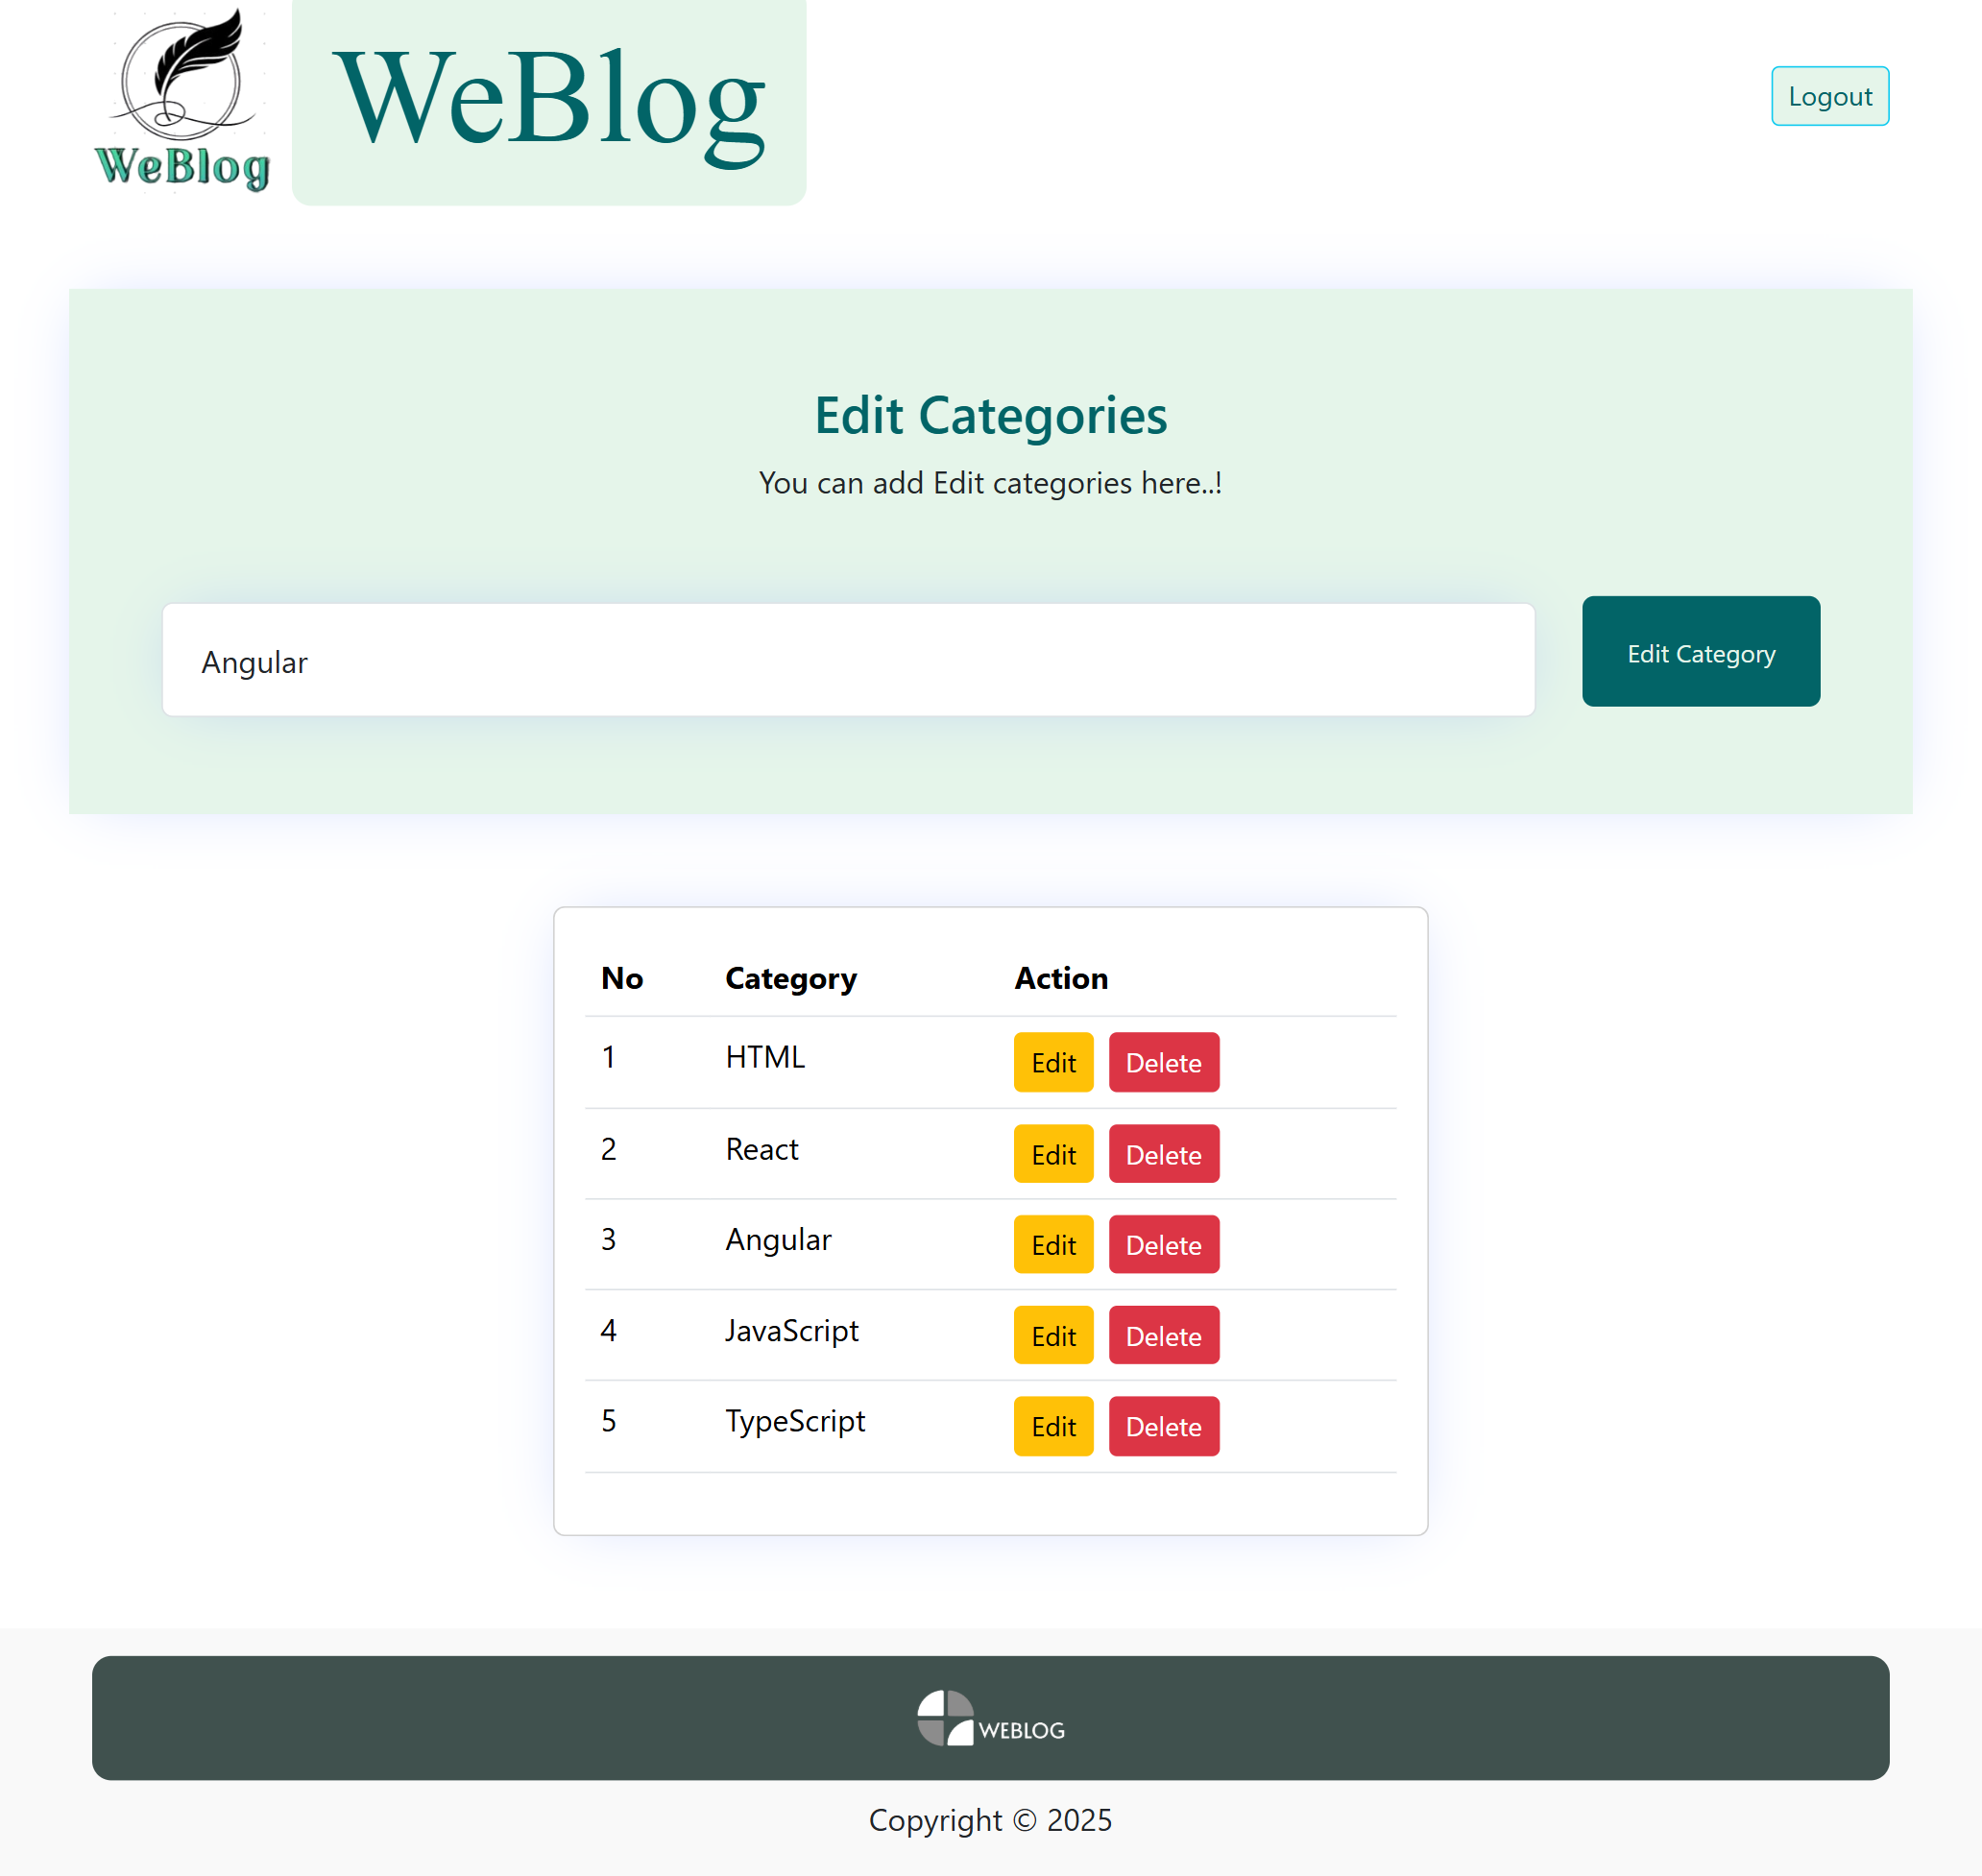 WeBlog
WeBlog
Logout
Edit Categories
You can add Edit categories here..!
Angular
Edit Category
No Category Action
1 HTML Edit Delete
2 React Edit Delete
3 Angular Edit Delete
4 JavaScript Edit Delete
5 TypeScript Edit Delete
WEBLOG
Copyright © 2025